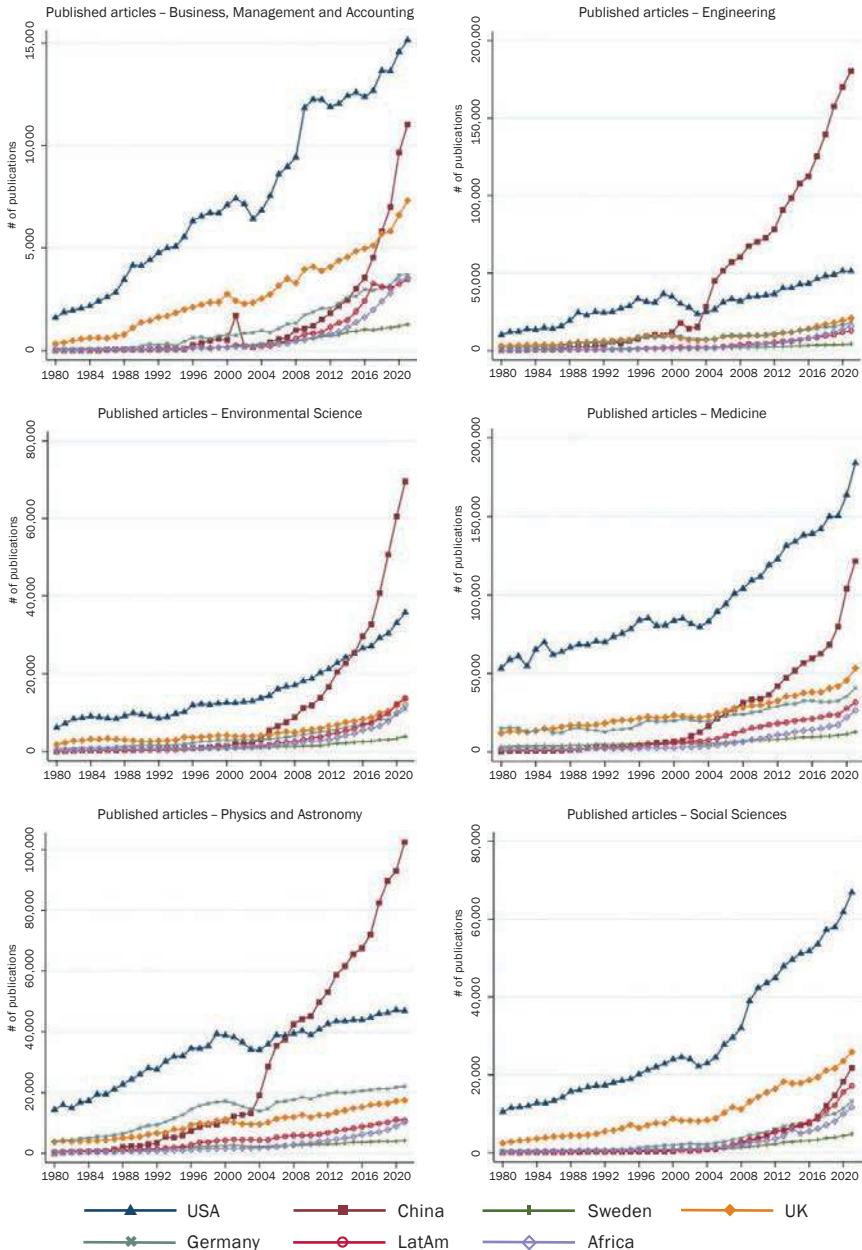 Published articles – Business, Management and Accounting
# of publications
15,000
10,000
5,000
0
1980 1984 1988 1992 1996 2000 2004 2008 2012 2016 2020
Published articles – Engineering
# of publications
200,000
150,000
100,000
50,000
0
1980 1984 1988 1992 1996 2000 2004 2008 2012 2016 2020
Published articles – Environmental Science
# of publications
80,000
60,000
40,000
20,000
0
1980 1984 1988 1992 1996 2000 2004 2008 2012 2016 2020
Published articles – Medicine
# of publications
200,000
150,000
100,000
50,000
0
1980 1984 1988 1992 1996 2000 2004 2008 2012 2016 2020
Published articles – Physics and Astronomy
# of publications
100,000
80,000
60,000
40,000
20,000
0
1980 1984 1988 1992 1996 2000 2004 2008 2012 2016 2020
Published articles – Social Sciences
# of publications
80,000
60,000
40,000
20,000
0
1980 1984 1988 1992 1996 2000 2004 2008 2012 2016 2020
USA China Sweden UK
Germany LatAm Africa